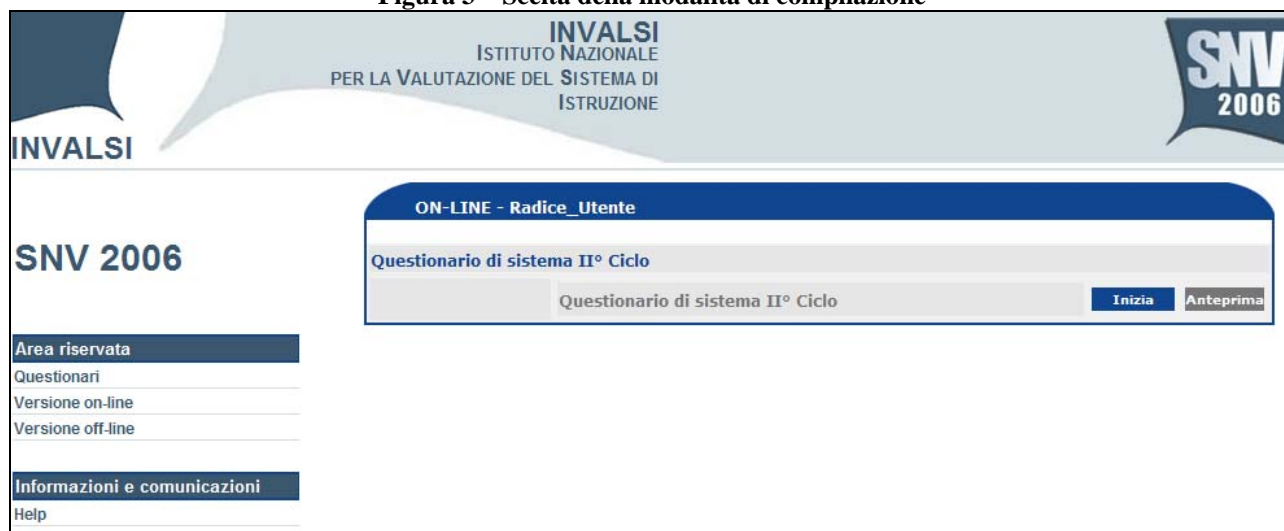 INVALSI
ISTITUTO NAZIONALE
PER LA VALUTAZIONE DEL SISTEMA DI
ISTRUZIONE
SNV
2006
INVALSI
ON-LINE - Radice_Utente
SNV 2006
Questionario di sistema II° Ciclo
Questionario di sistema II° Ciclo Inizia Anteprima
Area riservata
Questionari
Versione on-line
Versione off-line
Informazioni e comunicazioni
Help